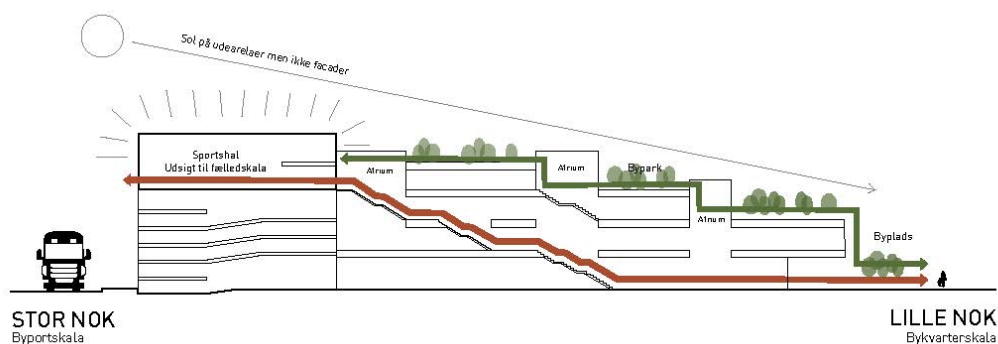 Sol på udearelaer men ikke facader
Sportshal
Udsigt til fælledskala
Atrium
Atrium
Bypark
Atrium
Byplads
STOR NOK
Byportskala
LILLE NOK
Bykvarterskala